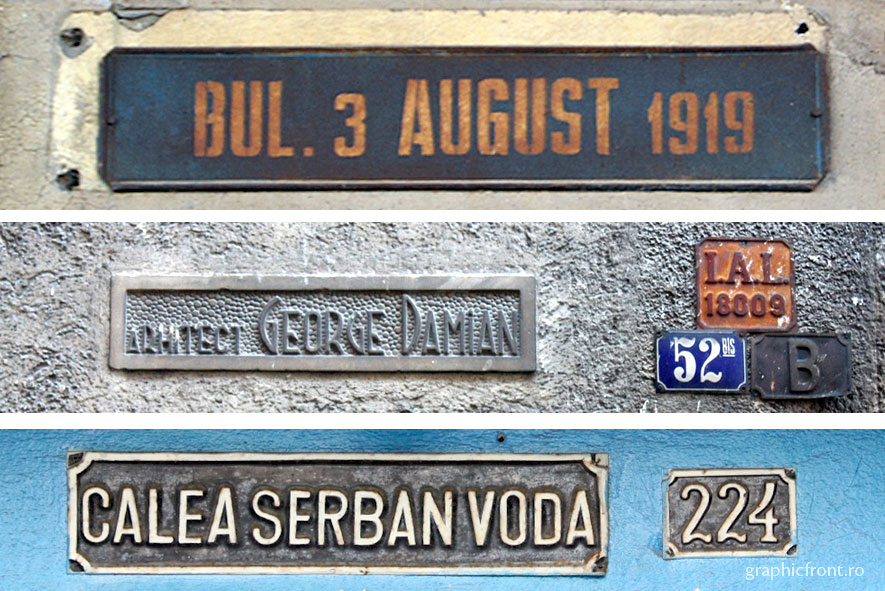 BUL. 3 AUGUST 1919
ARHITECT GEORGE DAMIAN
I.A.L.
18009
52 BIS
B
CALEA SERBAN VODA
224
graphicfront.ro